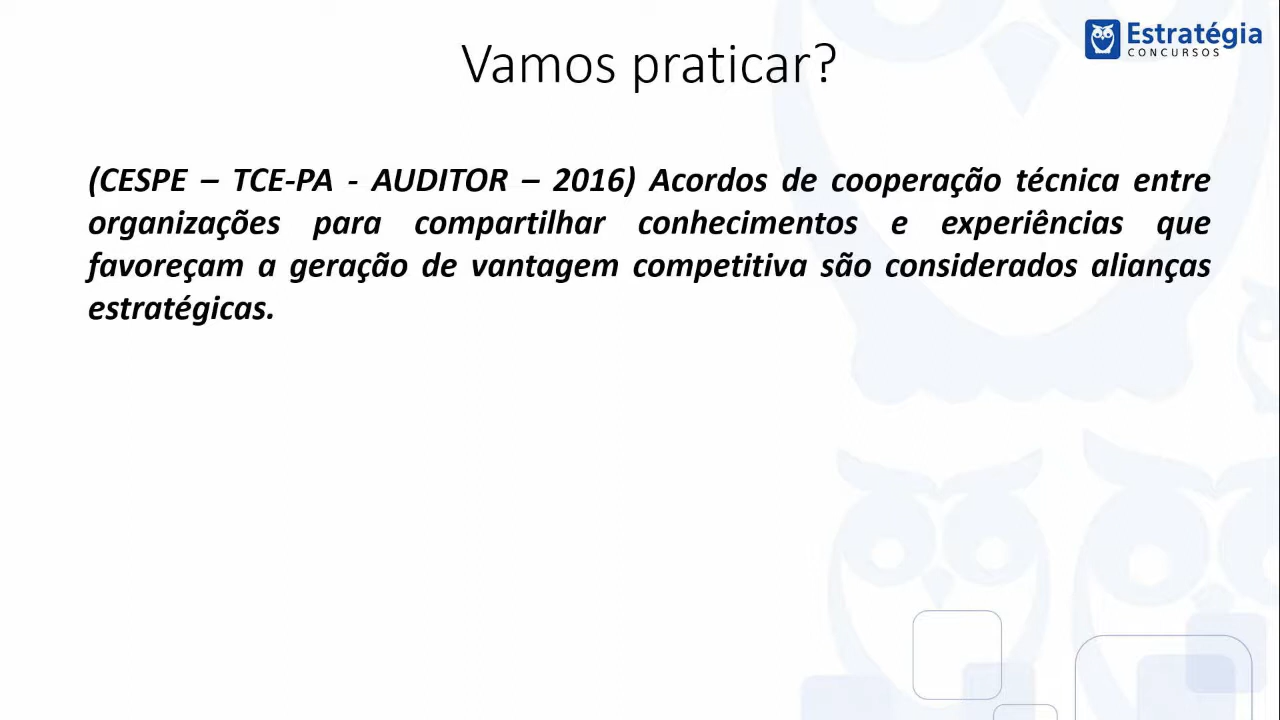 Estratégia
CONCURSOS
Vamos praticar?
(CESPE – TCE-PA - AUDITOR – 2016) Acordos de cooperação técnica entre
organizações para compartilhar conhecimentos e experiências que
favoreçam a geração de vantagem competitiva são considerados alianças
estratégicas.